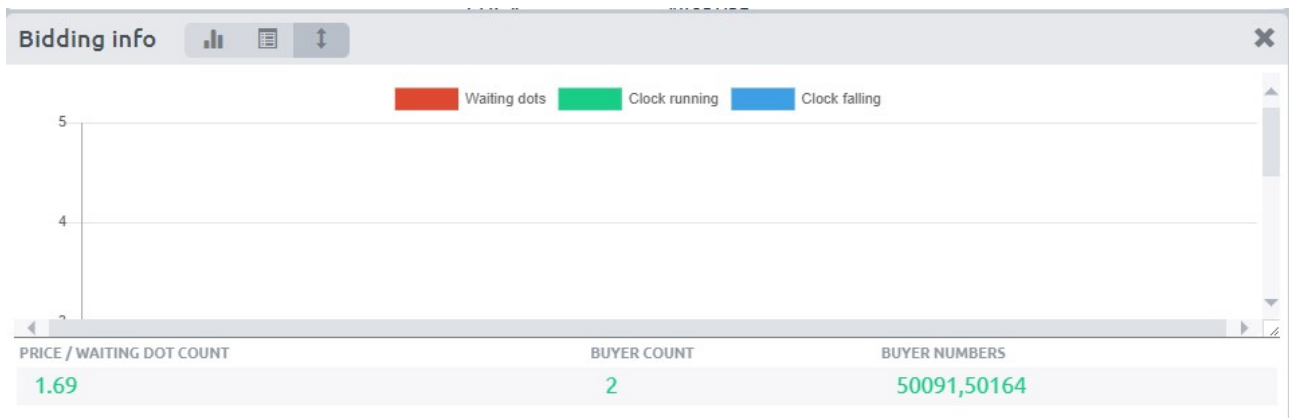 Bidding info
Waiting dots Clock running Clock falling
5
4
PRICE / WAITING DOT COUNT BUYER COUNT BUYER NUMBERS
1.69 2 50091,50164